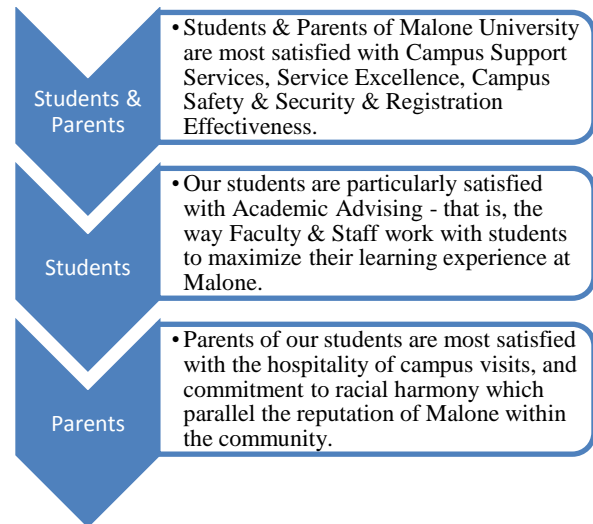 Students &
Parents
• Students & Parents of Malone University
are most satisfied with Campus Support
Services, Service Excellence, Campus
Safety & Security & Registration
Effectiveness.
Students
• Our students are particularly satisfied
with Academic Advising - that is, the
way Faculty & Staff work with students
to maximize their learning experience at
Malone.
Parents
• Parents of our students are most satisfied
with the hospitality of campus visits, and
commitment to racial harmony which
parallel the reputation of Malone within
the community.